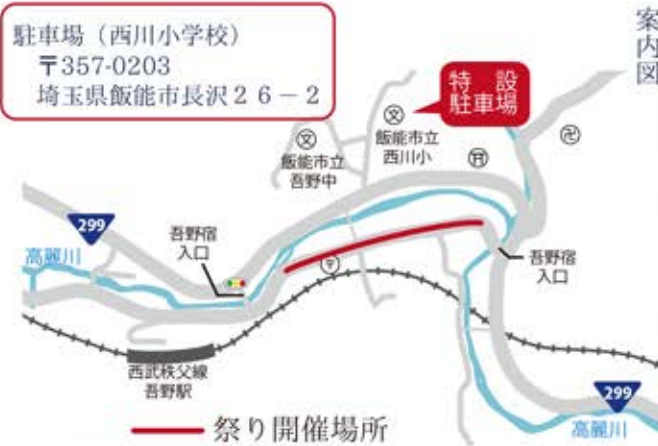 駐車場（西川小学校）
〒357-0203
埼玉県飯能市長沢２６－２
案内図
特設
駐車場
文
飯能市立
西川小
文
飯能市立
吾野中
卍
299
高麗川
吾野宿
入口
〒
吾野宿
入口
西武秩父線
吾野駅
299
高麗川
祭り開催場所